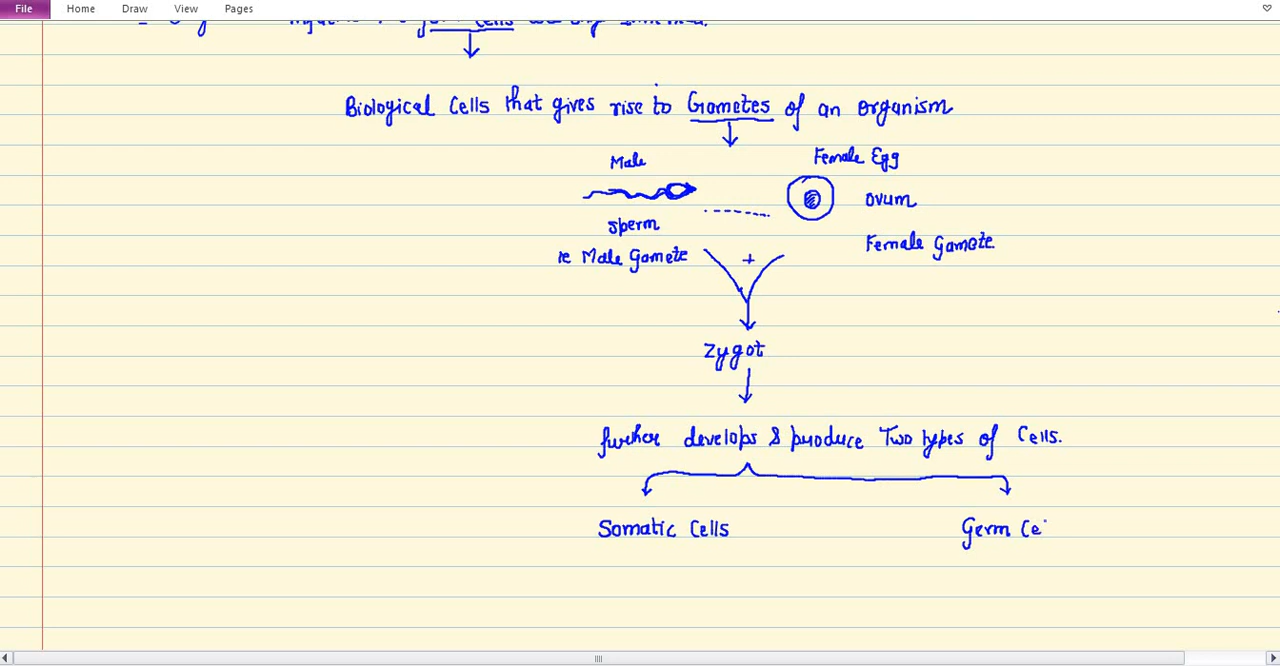 File Home Draw View Pages
Cells
Biological Cells that gives rise to Gametes of an organism
Male
Female Egg
ovum
sperm
ie Male Gamete
Female Gamete
+
Zygot
further develops & produce Two types of Cells.
Somatic Cells
Germ Ce